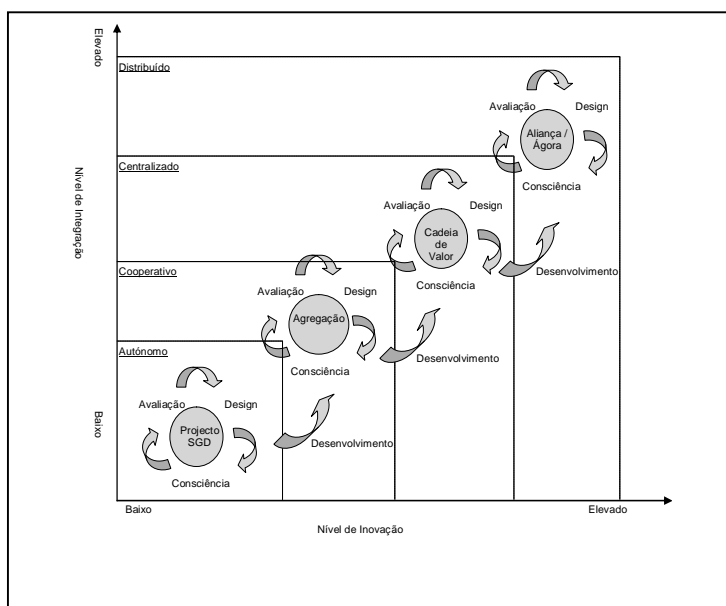 Elevado
Distribuído
Avaliação
Design
Aliança /
Ágora
Consciência
Nível de Integração
Centralizado
Avaliação
Design
Cadeia
de
Valor
Consciência
Desenvolvimento
Cooperativo
Avaliação
Design
Agregação
Consciência
Desenvolvimento
Autónomo
Avaliação
Design
Projecto
SGD
Consciência
Desenvolvimento
Baixo
Baixo
Elevado
Nível de Inovação